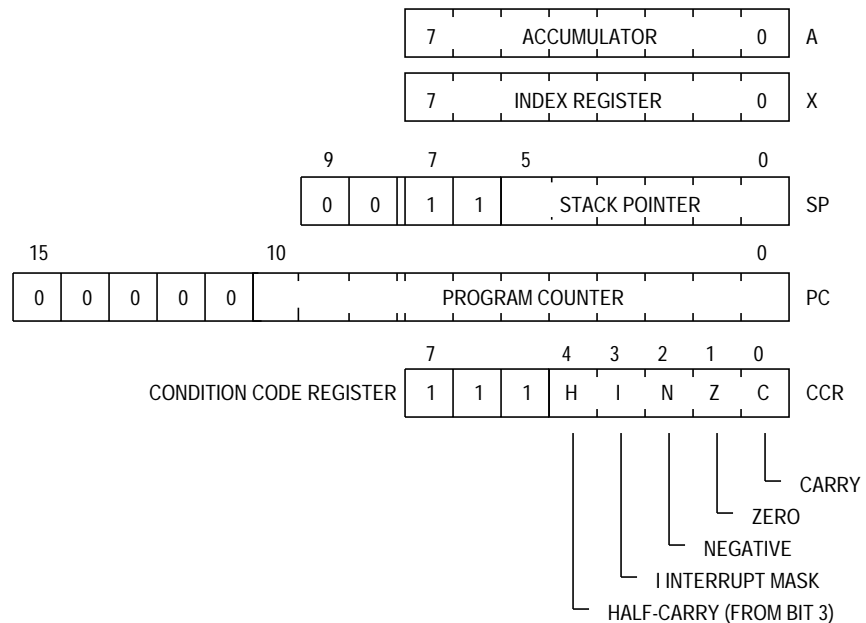 7 ACCUMULATOR 0 A
7 INDEX REGISTER 0 X
9 7 5 0
0 0 1 1 STACK POINTER SP
15 10 0
0 0 0 0 0 PROGRAM COUNTER PC
7 4 3 2 1 0
CONDITION CODE REGISTER 1 1 1 H I N Z C CCR
CARRY
ZERO
NEGATIVE
I INTERRUPT MASK
HALF-CARRY (FROM BIT 3)